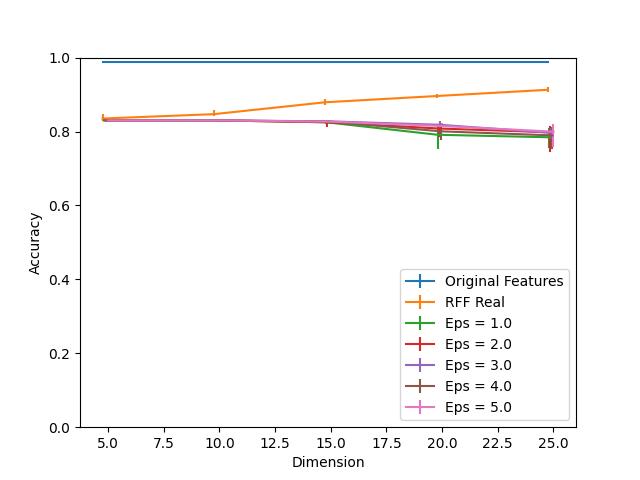 1.0
0.8
0.6
0.4
0.2
0.0
Accuracy
Original Features
RFF Real
Eps = 1.0
Eps = 2.0
Eps = 3.0
Eps = 4.0
Eps = 5.0
5.0 7.5 10.0 12.5 15.0 17.5 20.0 22.5 25.0
Dimension